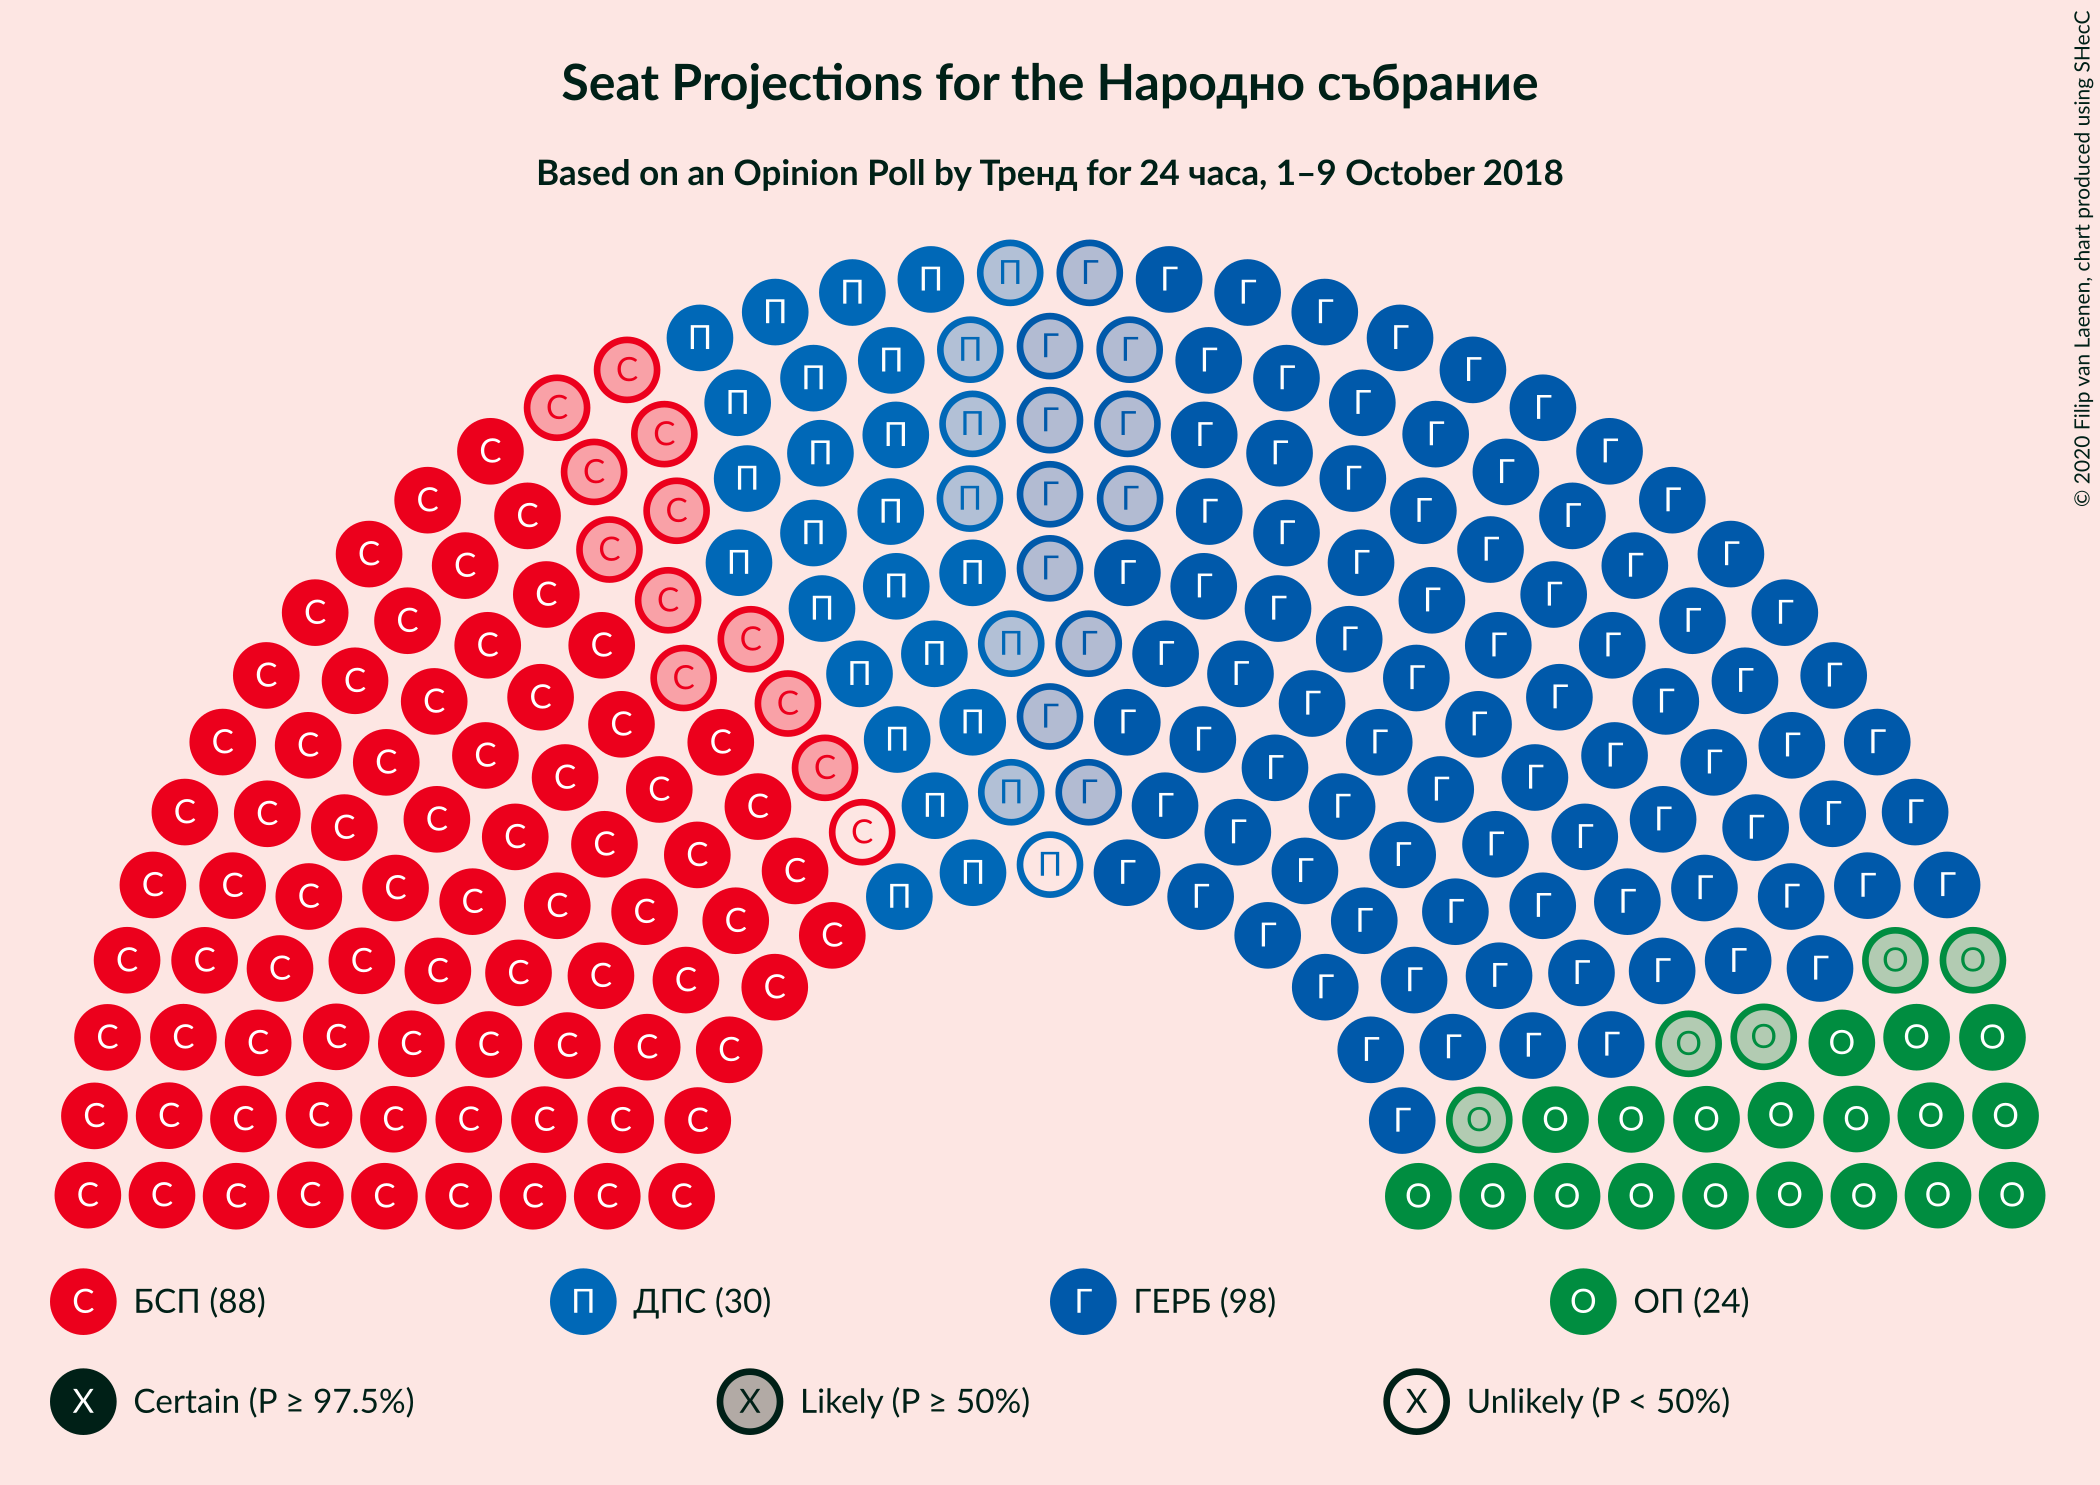 Seat Projections for the Народно събрание
Based on an Opinion Poll by Тренд for 24 часа, 1–9 October 2018
© 2020 Filip van Laenen, chart produced using SHecC
С БСП (88)
П ДПС (30)
Г ГЕРБ (98)
О ОП (24)
X Certain (P ≥ 97.5%)
X Likely (P ≥ 50%)
X Unlikely (P < 50%)